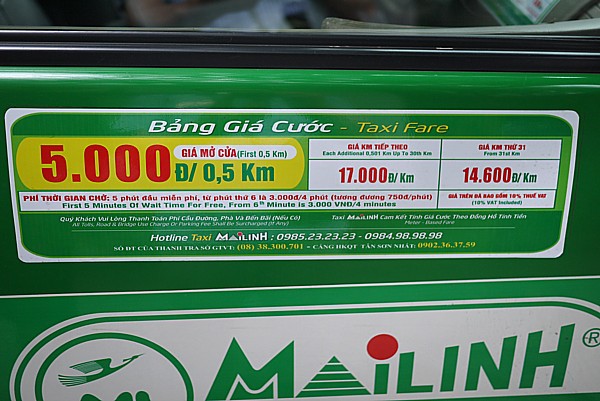 Bảng Giá Cước - Taxi Fare
5.000Đ/ 0,5 Km
GIÁ MỞ CỬA(First 0,5 Km)
GIÁ KM TIẾP THEO
Each Additional 0,501 Km Up To 30th Km
17.000Đ/ Km
GIÁ KM THỨ 31
From 31st Km
14.600Đ/ Km
PHÍ THỜI GIAN CHỜ: 5 phút đầu miễn phí, từ phút thứ 6 là 3.000đ/4 phút (tương đương 750đ/phút)
First 5 Minutes Of Wait Time For Free, From 6th Minute is 3.000 VNĐ/4 minutes
GIÁ TRÊN ĐÃ BAO GỒM 10% THUẾ VAT
(10% VAT Included)
Quý Khách Vui Lòng Thanh Toán Phí Cầu Đường, Phà Và Bến Bãi (Nếu Có)
All Tolls, Road & Bridge Use Charge Or Parking Fee Shall Be Surcharged (If Any)
Taxi MAiLINH Cam Kết Tính Giá Cước Theo Đồng Hồ Tính Tiền
Meter - Based Fare
Hotline Taxi MAiLINH : 0985.23.23.23 - 0984.98.98.98
SỐ ĐT CỦA THANH TRA SỞ GTVT: (08) 38,300.701 - CẢNG HKQT TÂN SƠN NHẤT: 0902.36.37.59
MAiLINH ®